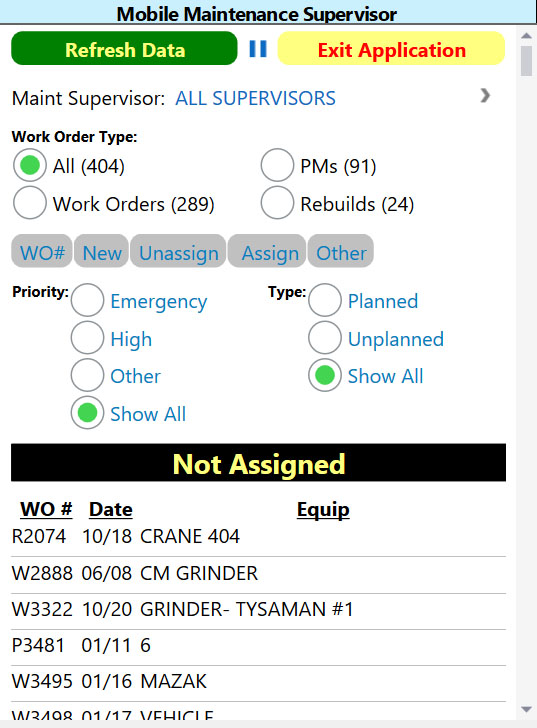 Mobile Maintenance Supervisor
Refresh Data Exit Application
Maint Supervisor: ALL SUPERVISORS
Work Order Type:
All (404) PMs (91)
Work Orders (289) Rebuilds (24)
WO# New Unassign Assign Other
Priority: Emergency Type: Planned
High Unplanned
Other Show All
Show All
Not Assigned
WO # Date Equip
R2074 10/18 CRANE 404
W2888 06/08 CM GRINDER
W3322 10/20 GRINDER- TYSAMAN #1
P3481 01/11 6
W3495 01/16 MAZAK
W3498 01/17 VEHICLE